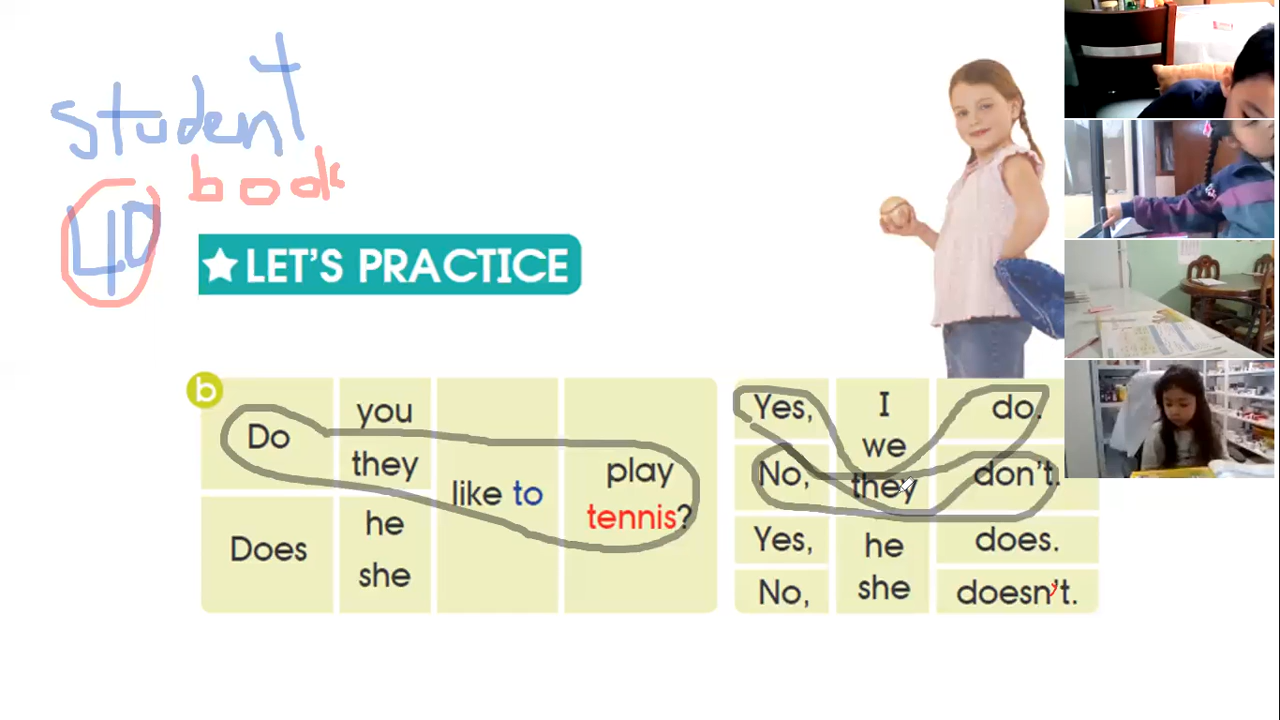 student
book
40
LET'S PRACTICE
b
Do
you
they
like to
play
tennis?
Does
he
she
Yes,
I
we
they
do.
No,
don't.
Yes,
he
she
does.
No,
doesn't.